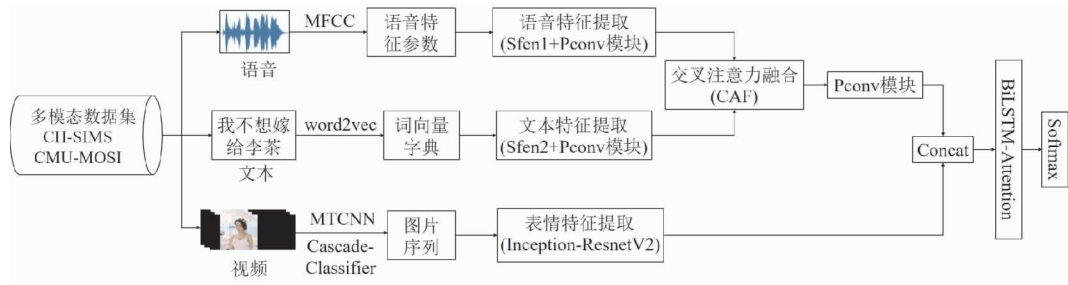 多模态数据集
CH-SIMS
CMU-MOSI
语音
MFCC
语音特
征参数
语音特征提取
(Sfen1+Pconv模块)
我不想嫁
给李茶
文本
word2vec
词向量
字典
文本特征提取
(Sfen2+Pconv模块)
交叉注意力融合
(CAF)
Pconv模块
视频
MTCNN
Cascade-
Classifier
图片
序列
表情特征提取
(Inception-ResnetV2)
Concat
BiLSTM-Attention
Softmax